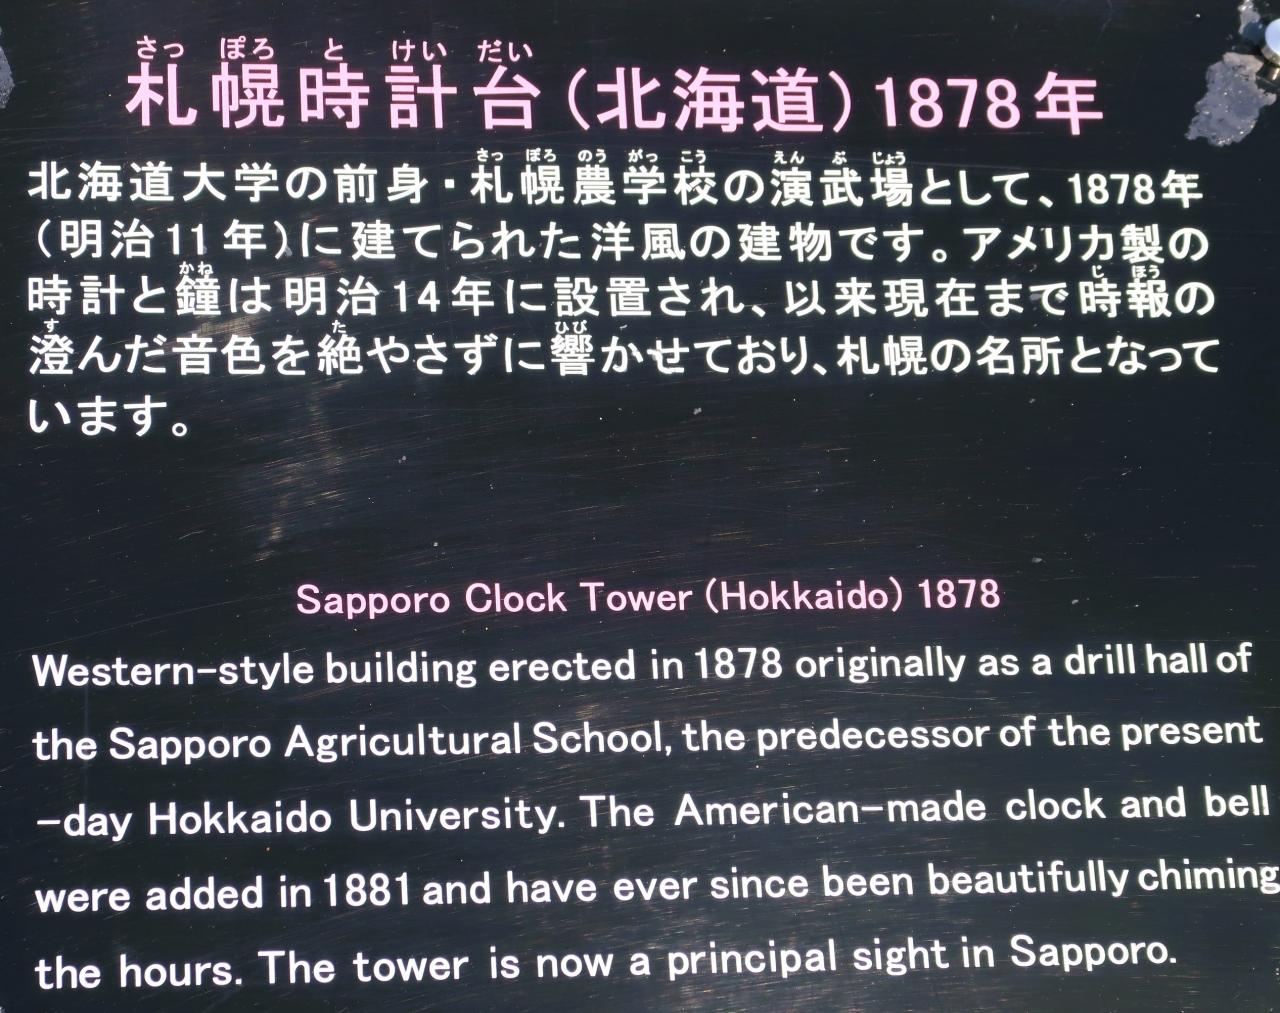 さっ ぽろ と けい だい
札幌時計台（北海道）1878年
さっ ぽろ のう がっ こう えん ぶ じょう
北海道大学の前身・札幌農学校の演武場として、1878年
（明治11年）に建てられた洋風の建物です。アメリカ製の
かね じ ほう
時計と鐘は明治14年に設置され、以来現在まで時報の
す た ひび
澄んだ音色を絶やさずに響かせており、札幌の名所となって
います。
Sapporo Clock Tower (Hokkaido) 1878
Western-style building erected in 1878 originally as a drill hall of
the Sapporo Agricultural School, the predecessor of the present
-day Hokkaido University. The American-made clock and bell
were added in 1881 and have ever since been beautifully chiming
the hours. The tower is now a principal sight in Sapporo.